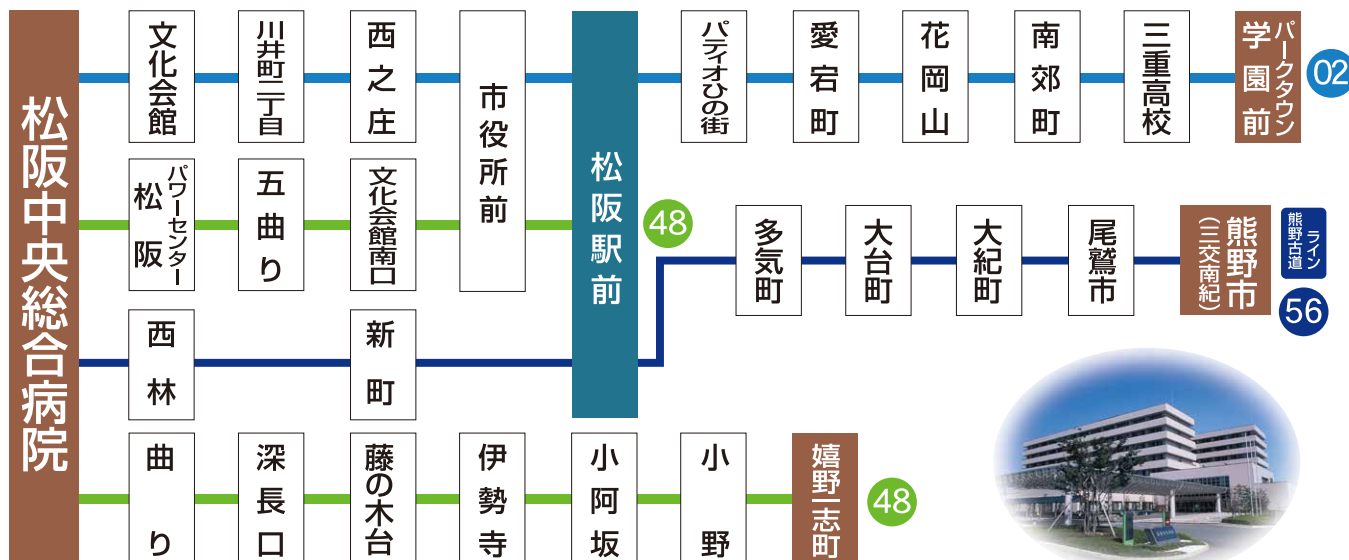 松阪中央総合病院
文化会館
川井町二丁目
西之庄
市役所前
松阪駅前
パティオひの街
愛宕町
花岡山
南郊町
三重高校
パークタウン
学園前
02
パワーセンター
松阪
五曲り
文化会館南口
48
多気町
大台町
大紀町
尾鷲市
熊野市
(三交南紀)
熊野古道
ライン
56
西林
新町
曲り
深長口
藤の木台
伊勢寺
小阿坂
小野
嬉野一志町
48